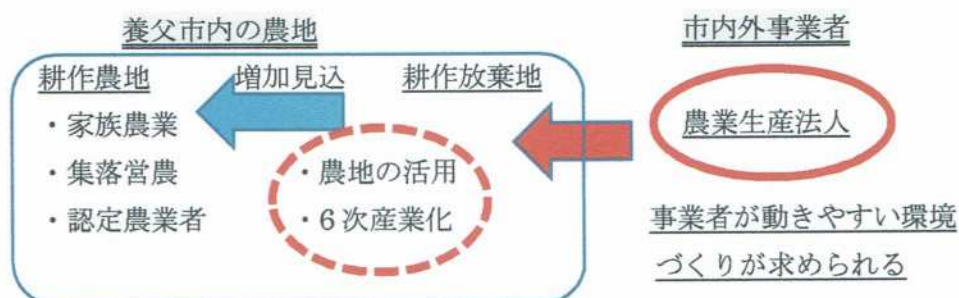 養父市内の農地
市内外事業者
耕作農地
増加見込
耕作放棄地
・家族農業
・集落営農
・認定農業者
・農地の活用
・6次産業化
農業生産法人
事業者が動きやすい環境
づくりが求められる